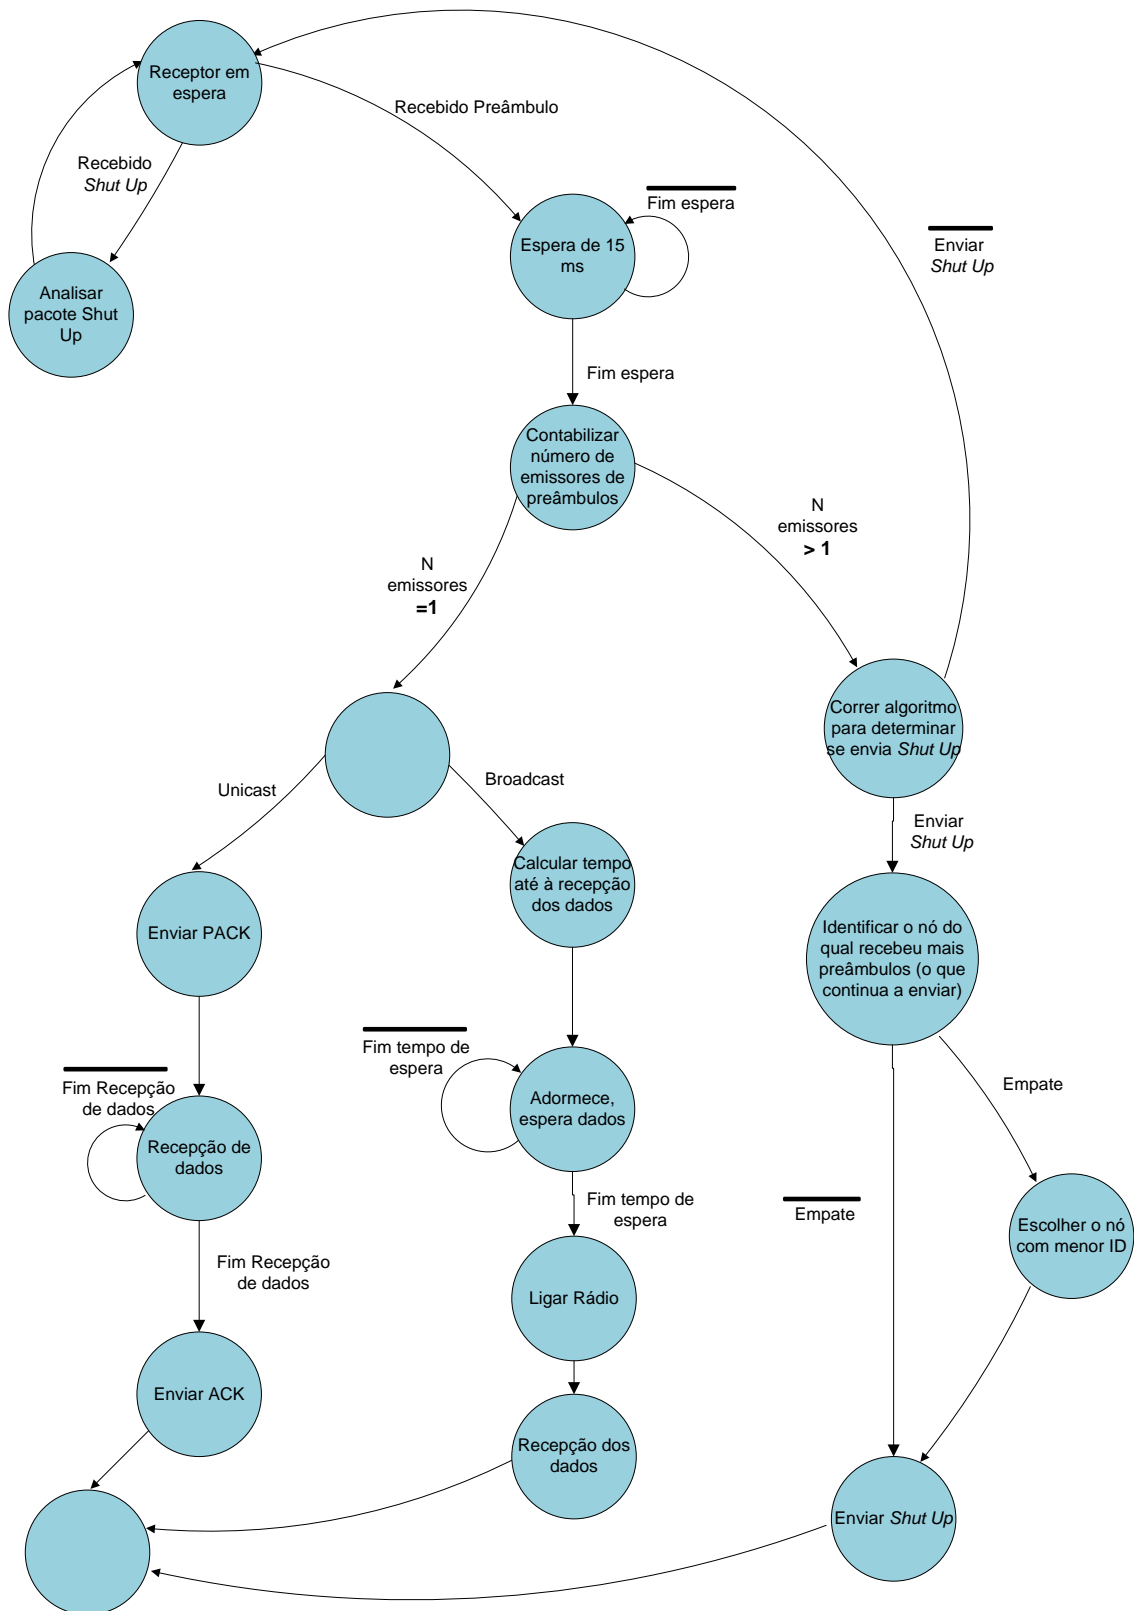 Receptor em
espera
Recebido Preâmbulo
Recebido
Shut Up
Fim espera
Espera de 15
ms
Enviar
Shut Up
Analisar
pacote Shut
Up
Fim espera
Contabilizar
número de
emissores de
preâmbulos
N
emissores
> 1
N
emissores
=1
Correr algoritmo
para determinar
se envia Shut Up
Unicast
Broadcast
Enviar
Shut Up
Calcular tempo
até à recepção
dos dados
Enviar PACK
Identificar o nó do
qual recebeu mais
preâmbulos (o que
continua a enviar)
Fim tempo de
espera
Fim Recepção
de dados
Adormece,
espera dados
Empate
Recepção de
dados
Fim tempo de
espera
Empate
Escolher o nó
com menor ID
Fim Recepção
de dados
Ligar Rádio
Enviar ACK
Recepção dos
dados
Enviar Shut Up